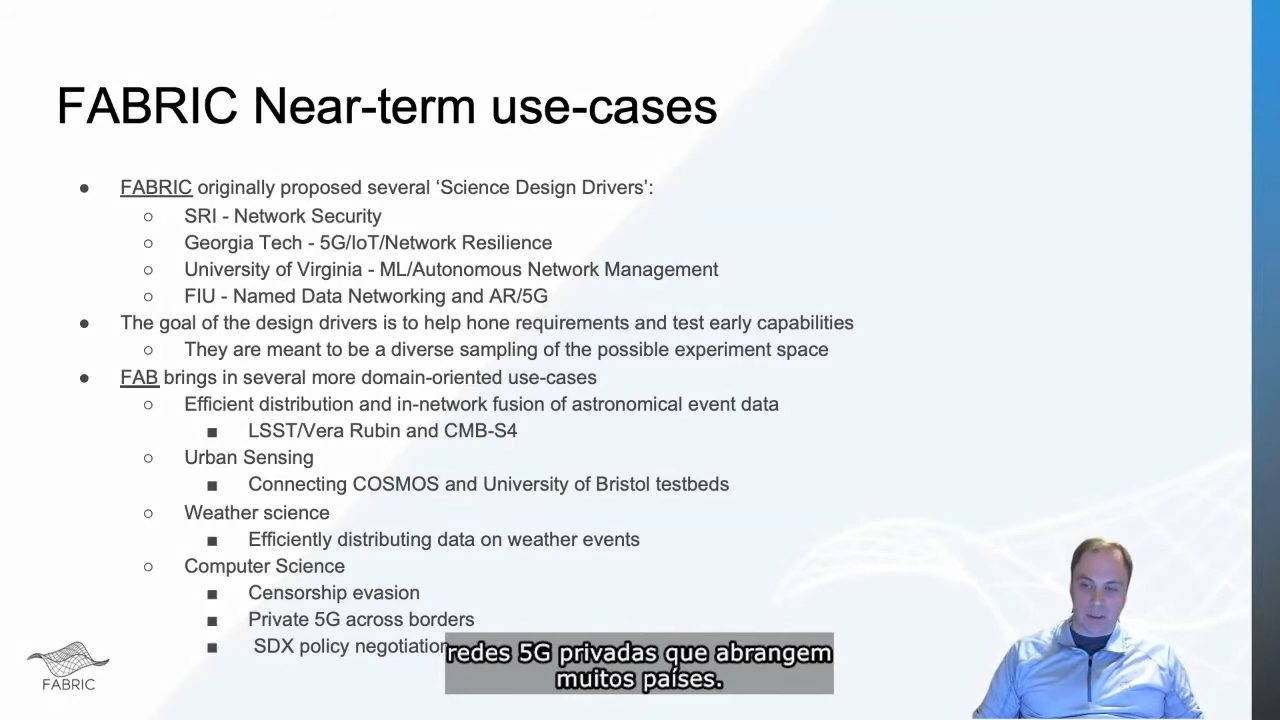 FABRIC Near-term use-cases
● FABRIC originally proposed several ‘Science Design Drivers’:
○ SRI - Network Security
○ Georgia Tech - 5G/IoT/Network Resilience
○ University of Virginia - ML/Autonomous Network Management
○ FIU - Named Data Networking and AR/5G
● The goal of the design drivers is to help hone requirements and test early capabilities
○ They are meant to be a diverse sampling of the possible experiment space
● FAB brings in several more domain-oriented use-cases
○ Efficient distribution and in-network fusion of astronomical event data
■ LSST/Vera Rubin and CMB-S4
○ Urban Sensing
■ Connecting COSMOS and University of Bristol testbeds
○ Weather science
■ Efficiently distributing data on weather events
○ Computer Science
■ Censorship evasion
■ Private 5G across borders
■ SDX policy negotiation
redes 5G privadas que abrangem
muitos países.
FABRIC